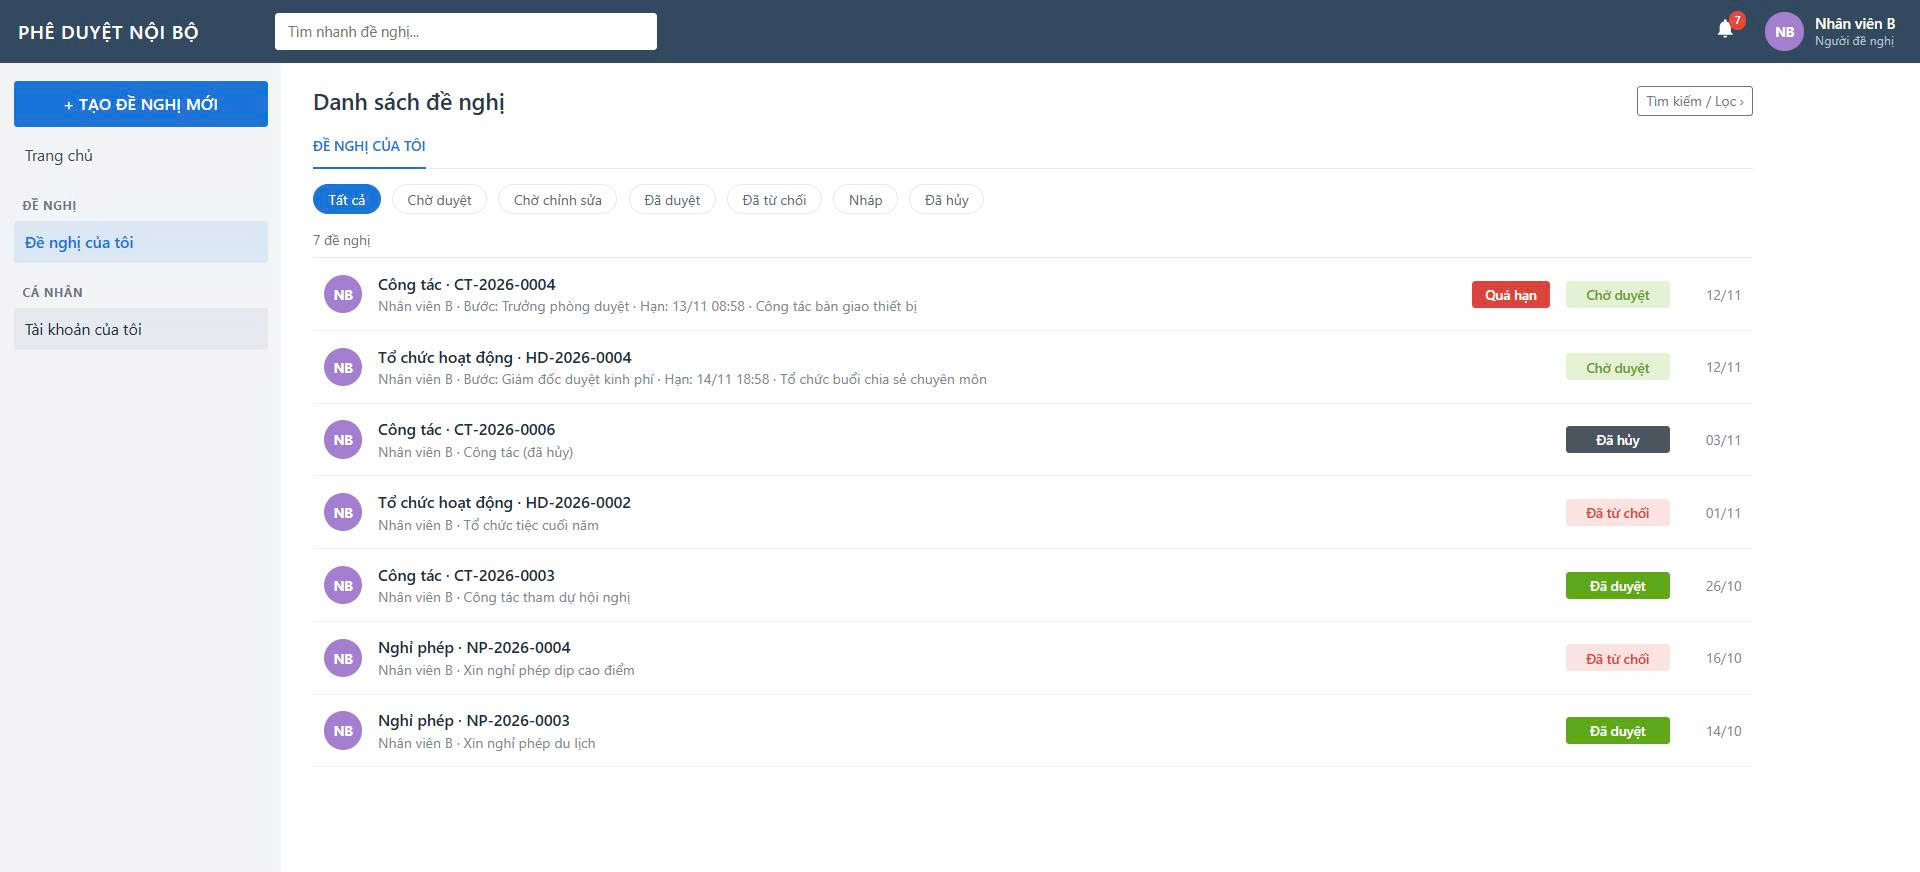 PHÊ DUYỆT NỘI BỘ
Tìm nhanh đề nghị...
7
NB
Nhân viên B
Người đề nghị
+ TẠO ĐỀ NGHỊ MỚI
Trang chủ
ĐỀ NGHỊ
Đề nghị của tôi
CÁ NHÂN
Tài khoản của tôi
Danh sách đề nghị
Tìm kiếm / Lọc ›
ĐỀ NGHỊ CỦA TÔI
Tất cả
Chờ duyệt
Chờ chỉnh sửa
Đã duyệt
Đã từ chối
Nháp
Đã hủy
7 đề nghị
NB
Công tác · CT-2026-0004
Nhân viên B · Bước: Trưởng phòng duyệt · Hạn: 13/11 08:58 · Công tác bàn giao thiết bị
Quá hạn
Chờ duyệt
12/11
NB
Tổ chức hoạt động · HD-2026-0004
Nhân viên B · Bước: Giám đốc duyệt kinh phí · Hạn: 14/11 18:58 · Tổ chức buổi chia sẻ chuyên môn
Chờ duyệt
12/11
NB
Công tác · CT-2026-0006
Nhân viên B · Công tác (đã hủy)
Đã hủy
03/11
NB
Tổ chức hoạt động · HD-2026-0002
Nhân viên B · Tổ chức tiệc cuối năm
Đã từ chối
01/11
NB
Công tác · CT-2026-0003
Nhân viên B · Công tác tham dự hội nghị
Đã duyệt
26/10
NB
Nghỉ phép · NP-2026-0004
Nhân viên B · Xin nghỉ phép dịp cao điểm
Đã từ chối
16/10
NB
Nghỉ phép · NP-2026-0003
Nhân viên B · Xin nghỉ phép du lịch
Đã duyệt
14/10